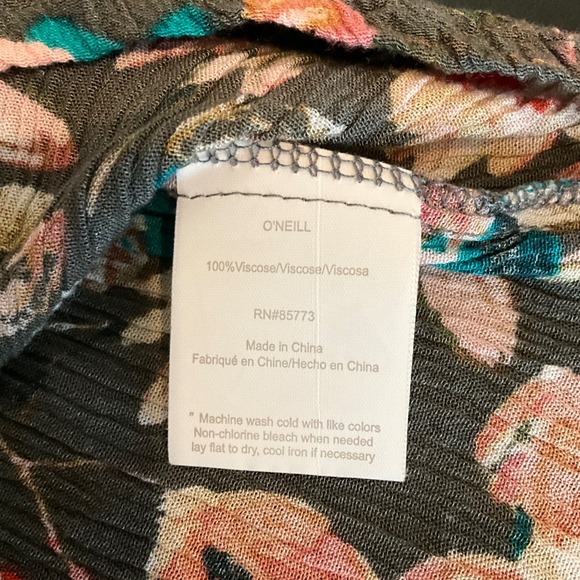 O'NEILL
100%Viscose/Viscose/Viscosa
RN#85773
Made in China
Fabriqué en Chine/Hecho en China
" Machine wash cold with like colors
Non-chlorine bleach when needed
lay flat to dry, cool iron if necessary